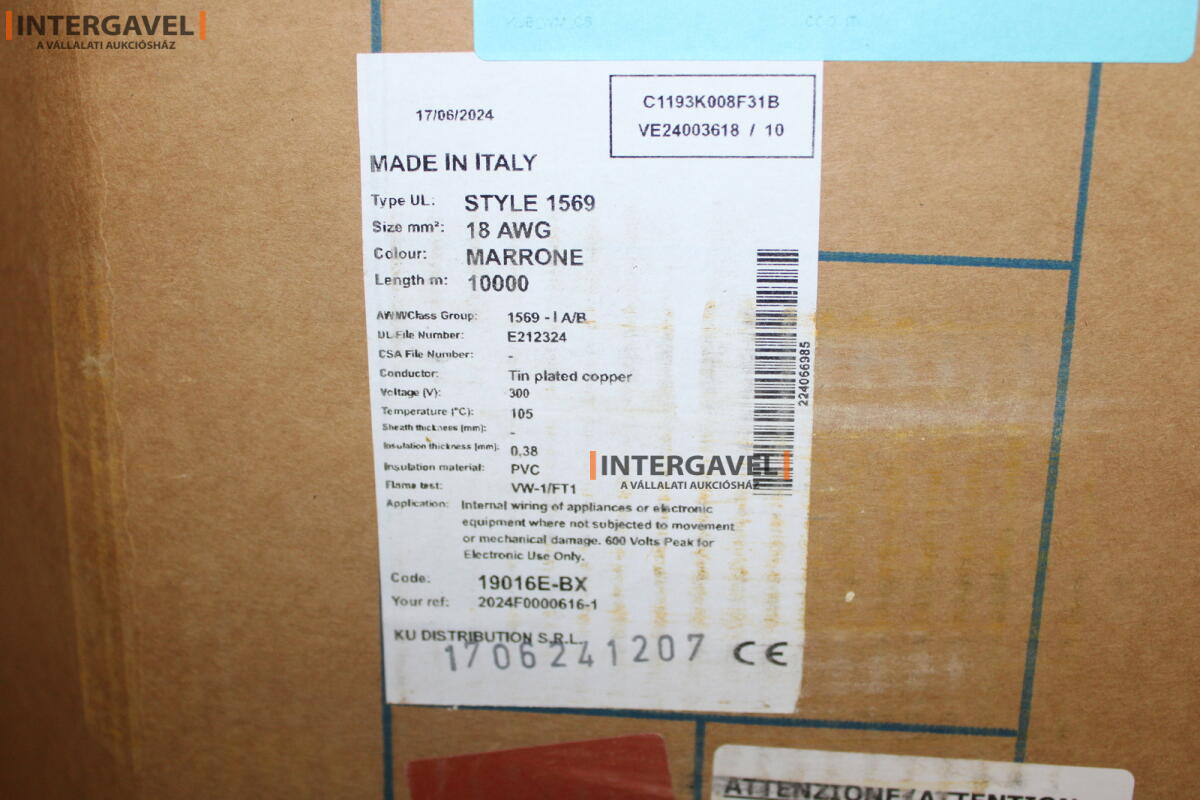 INTERGAVEL
A VÁLLALATI AUKCIÓSHÁZ
17/06/2024
C1193K008F31B
VE24003618 / 10
MADE IN ITALY
Type UL: STYLE 1569
Size mm²: 18 AWG
Colour: MARRONE
Length m: 10000
AWM/Class Group: 1569 - I A/B
UL File Number: E212324
CSA File Number: -
Conductor: Tin plated copper
Voltage (V): 300
Temperature (°C): 105
Sheath thickness (mm): -
Insulation thickness (mm): 0,38
Insulation material: PVC
Flame test: VW-1/FT1
Application: Internal wiring of appliances or electronic
equipment where not subjected to movement
or mechanical damage. 600 Volts Peak for
Electronic Use Only.
224066985
INTERGAVEL
A VÁLLALATI AUKCIÓSHÁZ
Code: 19016E-BX
Your ref: 2024F0000616-1
KU DISTRIBUTION S.R.L.
1706241207 CE
ATTENZIONE/ATTENTION